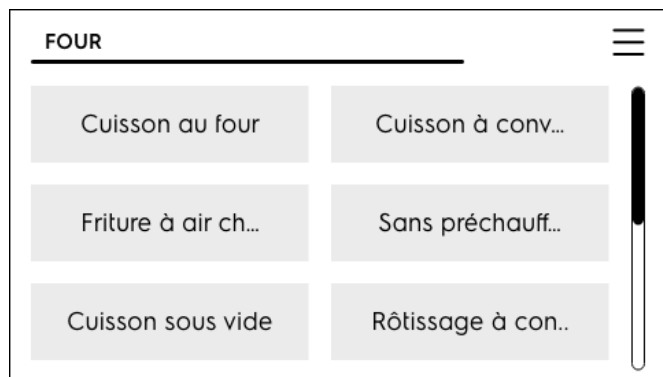 FOUR
Cuisson au four
Cuisson à conv...
Friture à air ch...
Sans préchauff...
Cuisson sous vide
Rôtissage à con..